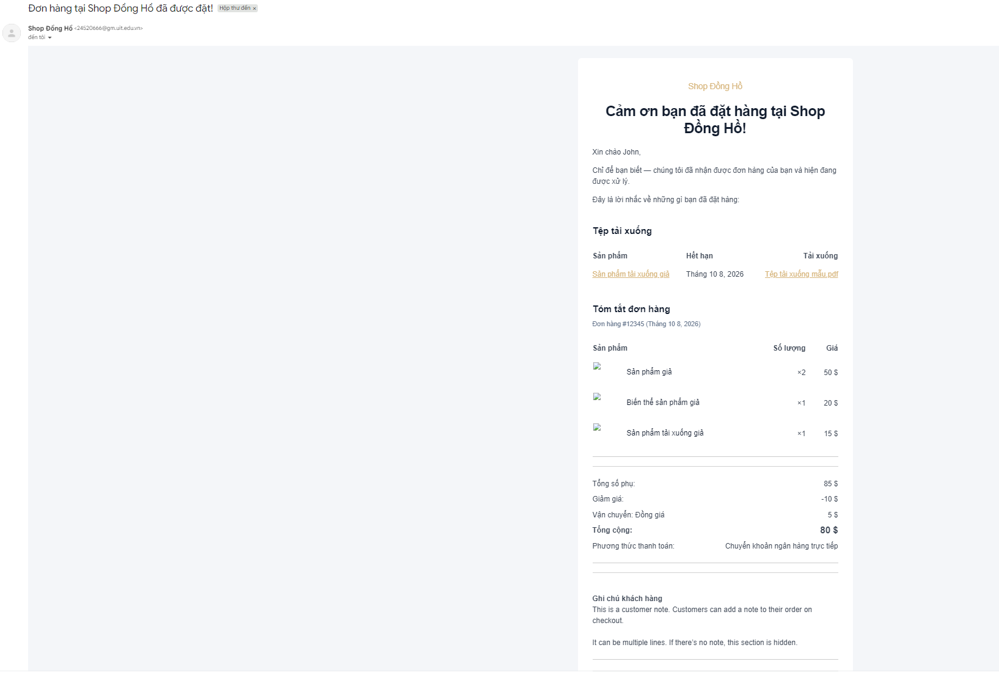 Đơn hàng tại Shop Đồng Hồ đã được đặt! Hộp thư đến ×
Shop Đồng Hồ <24520666@gm.uit.edu.vn>
đến tôi
Shop Đồng Hồ
Cảm ơn bạn đã đặt hàng tại Shop
Đồng Hồ!
Xin chào John,
Chỉ để bạn biết — chúng tôi đã nhận được đơn hàng của bạn và hiện đang
được xử lý.
Đây là lời nhắc về những gì bạn đã đặt hàng:
Tệp tải xuống
Sản phẩm Hết hạn Tải xuống
Sản phẩm tải xuống giả Tháng 10 8, 2026 Tệp tải xuống mẫu.pdf
Tóm tắt đơn hàng
Đơn hàng #12345 (Tháng 10 8, 2026)
Sản phẩm Số lượng Giá
Sản phẩm giả ×2 50 $
Biến thể sản phẩm giả ×1 20 $
Sản phẩm tải xuống giả ×1 15 $
Tổng số phụ: 85 $
Giảm giá: -10 $
Vận chuyển: Đồng giá 5 $
Tổng cộng: 80 $
Phương thức thanh toán: Chuyển khoản ngân hàng trực tiếp
Ghi chú khách hàng
This is a customer note. Customers can add a note to their order on
checkout.
It can be multiple lines. If there's no note, this section is hidden.